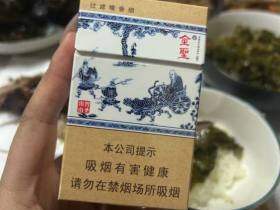 过滤嘴香烟
金聖
本公司提示
吸烟有害健康
请勿在禁烟场所吸烟